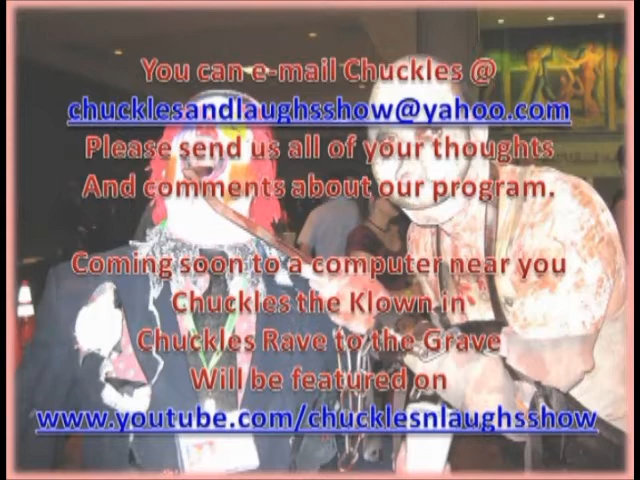 You can e-mail Chuckles @
chucklesandlaughsshow@yahoo.com
Please send us all of your thoughts
And comments about our program.
Coming soon to a computer near you
Chuckles the Klown in
Chuckles Rave to the Grave
Will be featured on
www.youtube.com/chucklesnlaughsshow